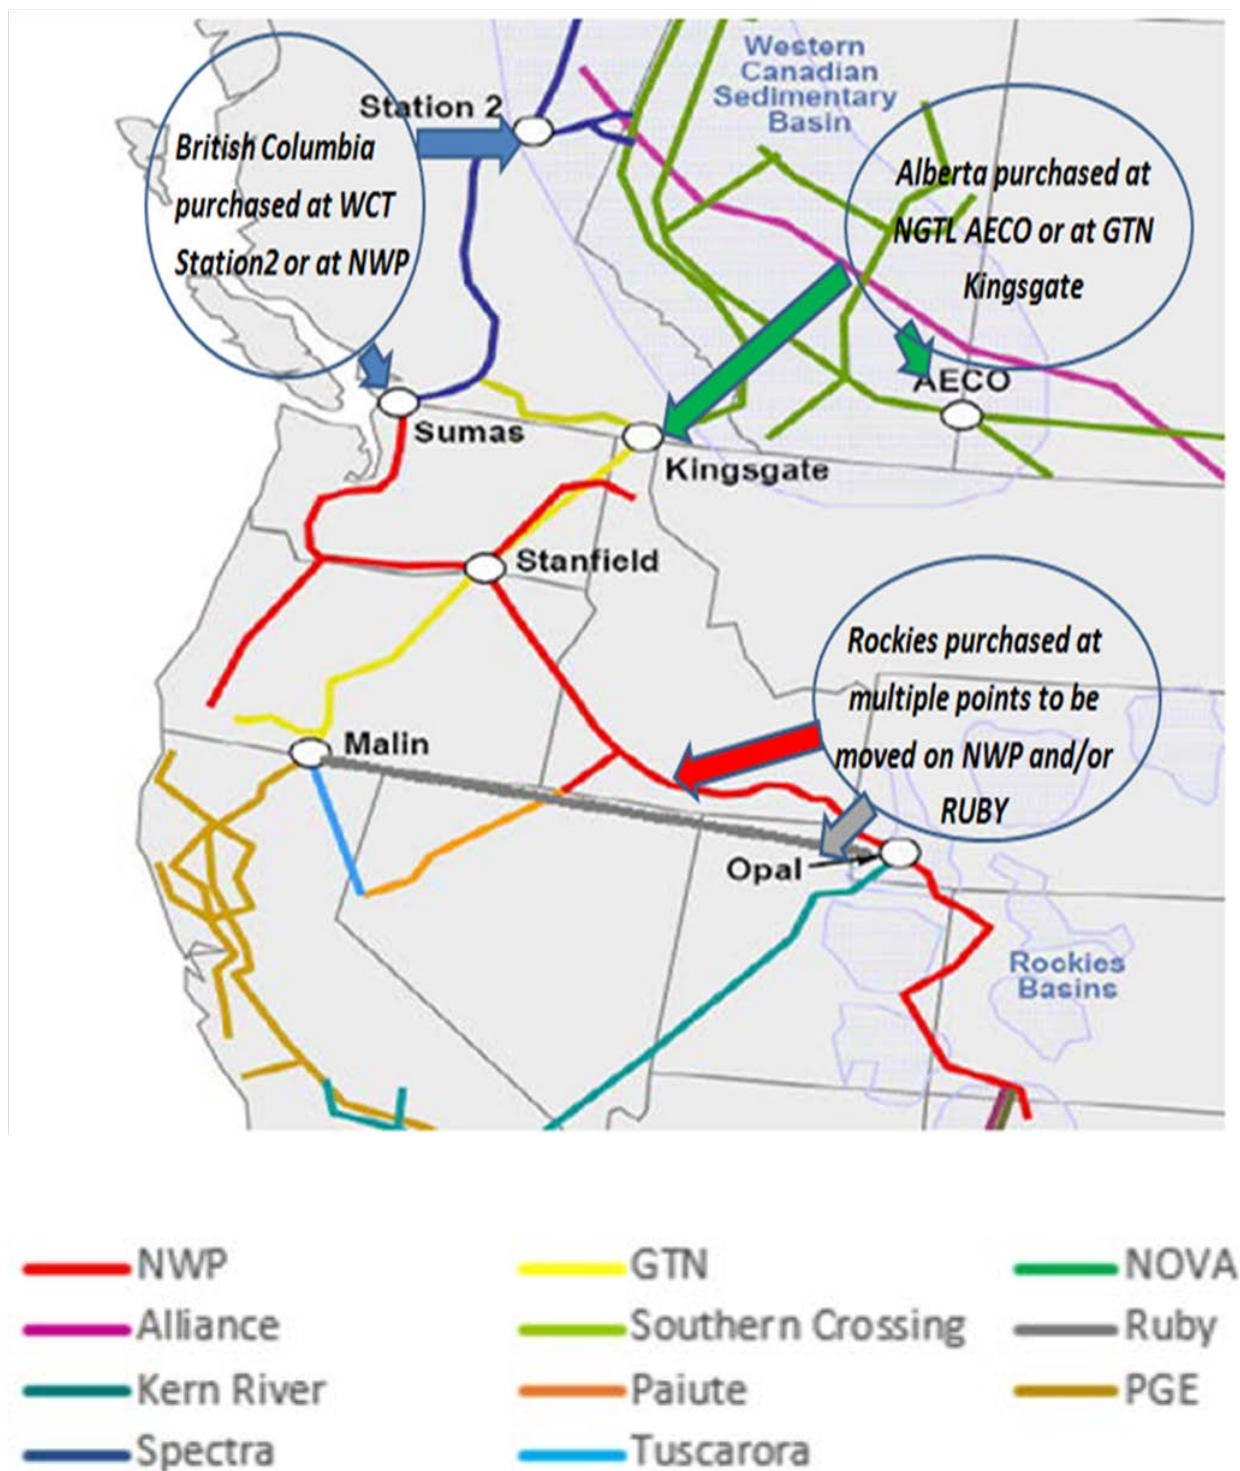 Western
Canadian
Sedimentary
Basin
Station 2
British Columbia
purchased at WCT
Station2 or at NWP
Alberta purchased at
NGTL AECO or at GTN
Kingsgate
AECO
Sumas
Kingsgate
Stanfield
Rockies purchased at
multiple points to be
moved on NWP and/or
RUBY
Malin
Opal
Rockies
Basins
NWP
GTN
NOVA
Alliance
Southern Crossing
Ruby
Kern River
Paiute
PGE
Spectra
Tuscarora